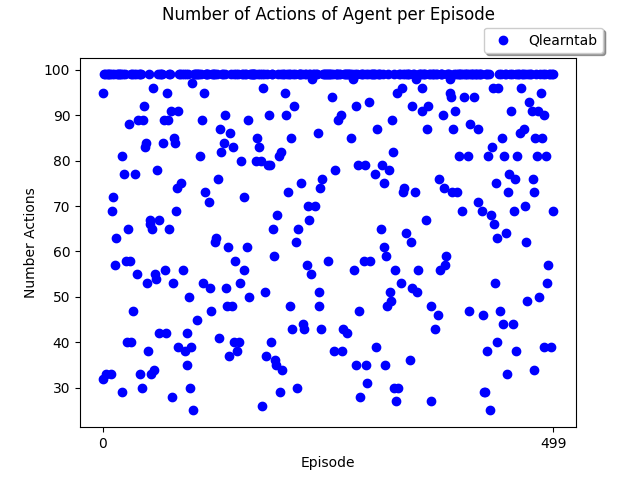 Number of Actions of Agent per Episode
Qlearntab
100
90
80
70
60
50
40
30
Number Actions
0
499
Episode